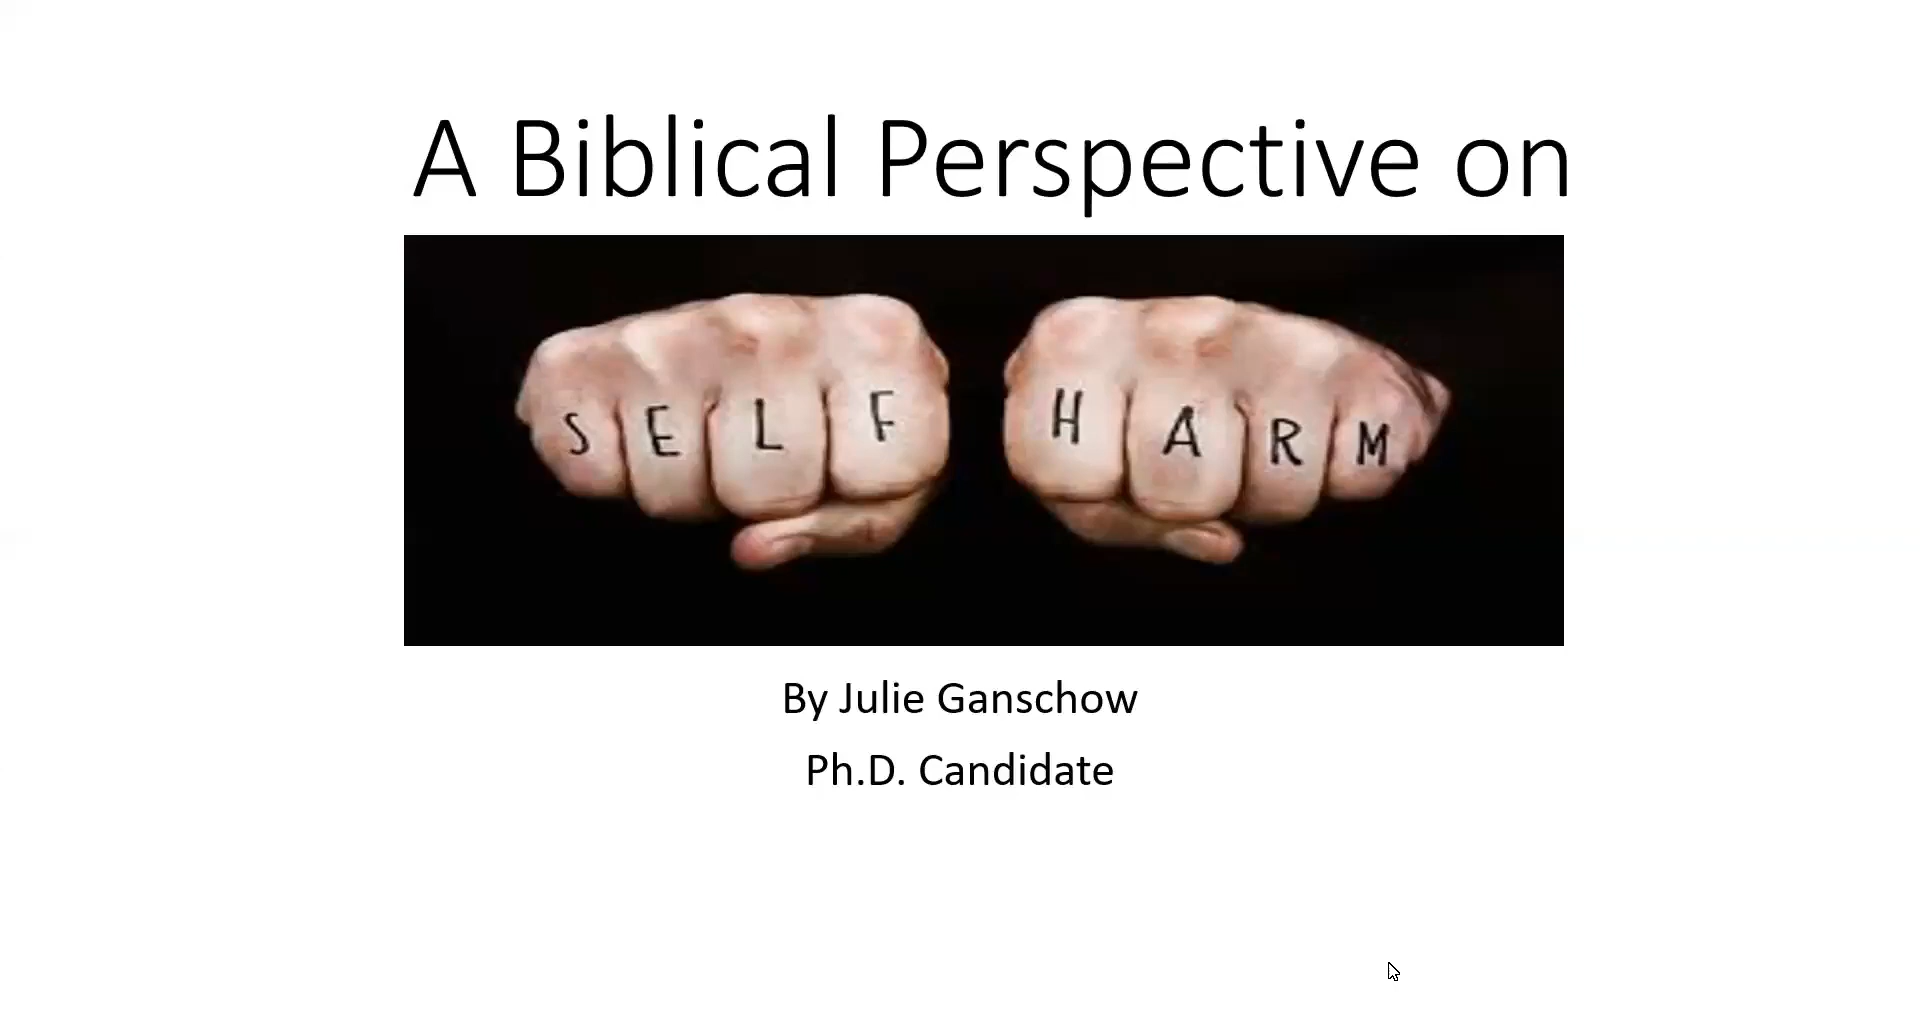 A Biblical Perspective on
SELF HARM
By Julie Ganschow
Ph.D. Candidate